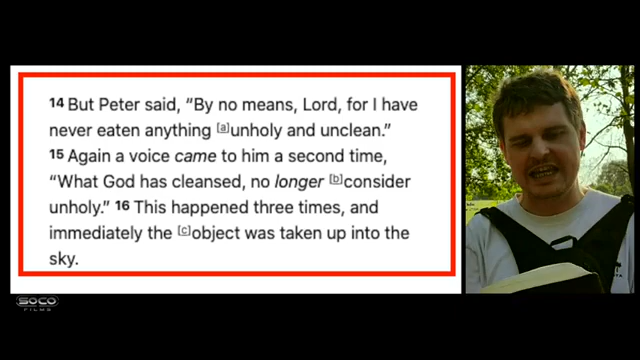 14 But Peter said, “By no means, Lord, for I have
never eaten anything [a]unholy and unclean.”
15 Again a voice came to him a second time,
“What God has cleansed, no longer [b]consider
unholy.” 16 This happened three times, and
immediately the [c]object was taken up into the
sky.
SOCO
FILMS